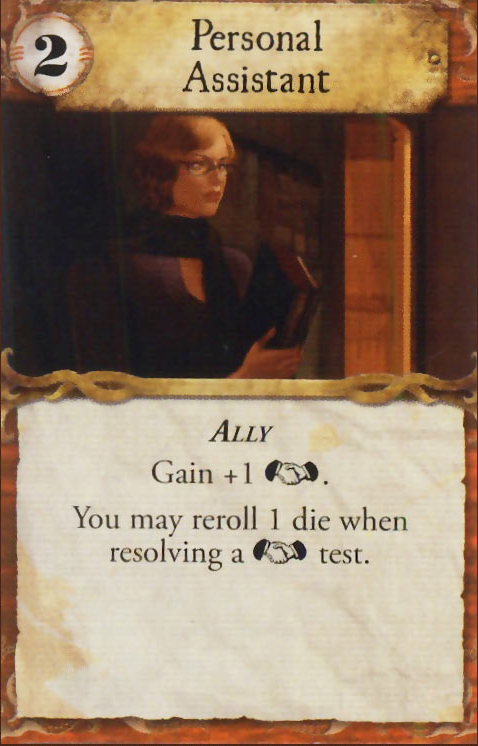 2
Personal
Assistant
ALLY
Gain +1 .
You may reroll 1 die when
resolving a test.